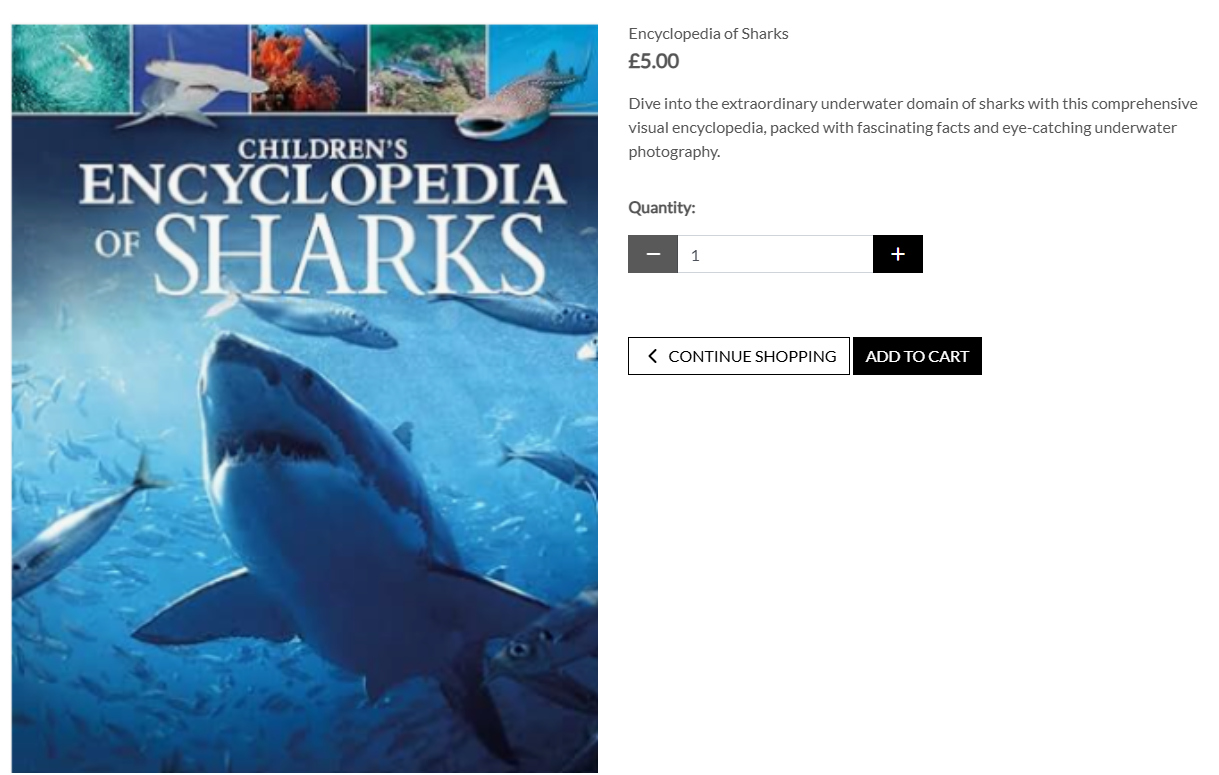 CHILDREN'S
ENCYCLOPEDIA
OF SHARKS
Encyclopedia of Sharks
£5.00
Dive into the extraordinary underwater domain of sharks with this comprehensive
visual encyclopedia, packed with fascinating facts and eye-catching underwater
photography.
Quantity:
1
CONTINUE SHOPPING
ADD TO CART